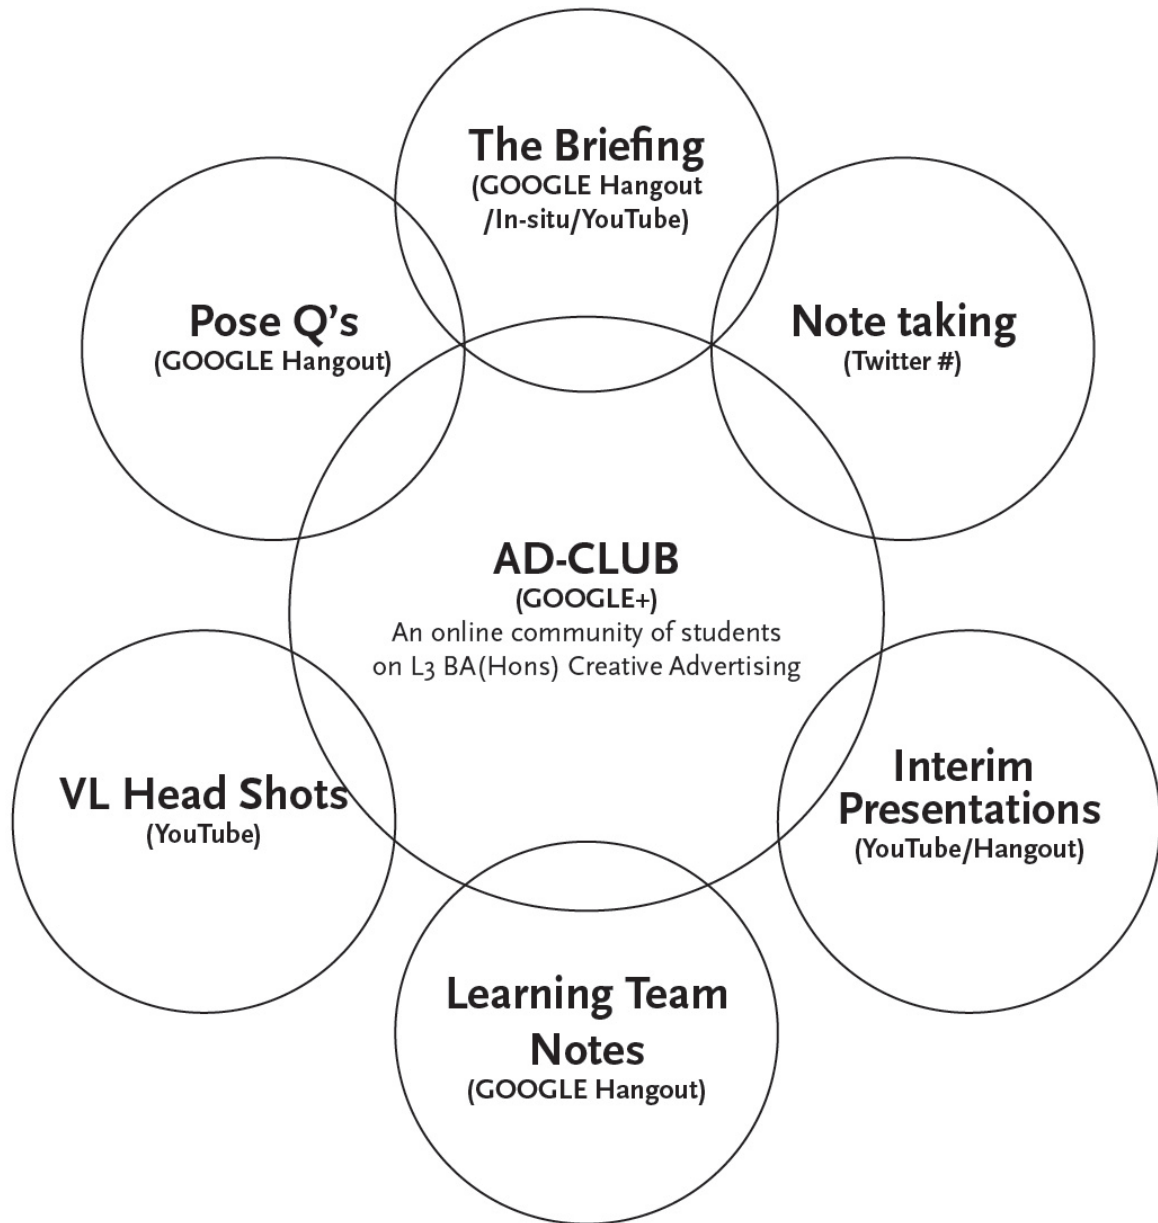 The Briefing
(GOOGLE Hangout
/In-situ/YouTube)
Pose Q’s
(GOOGLE Hangout)
Note taking
(Twitter #)
AD-CLUB
(GOOGLE+)
An online community of students
on L3 BA(Hons) Creative Advertising
VL Head Shots
(YouTube)
Interim
Presentations
(YouTube/Hangout)
Learning Team
Notes
(GOOGLE Hangout)